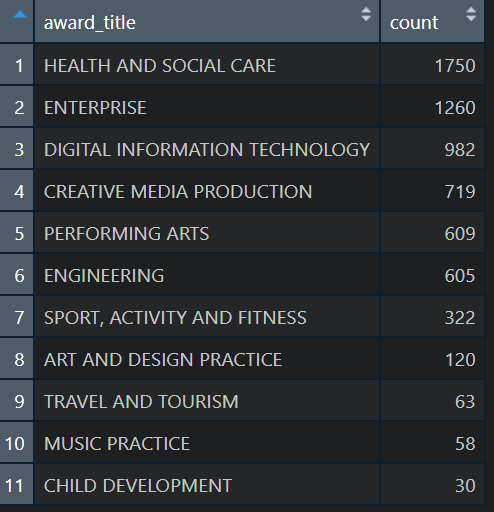 award_title count
1 HEALTH AND SOCIAL CARE 1750
2 ENTERPRISE 1260
3 DIGITAL INFORMATION TECHNOLOGY 982
4 CREATIVE MEDIA PRODUCTION 719
5 PERFORMING ARTS 609
6 ENGINEERING 605
7 SPORT, ACTIVITY AND FITNESS 322
8 ART AND DESIGN PRACTICE 120
9 TRAVEL AND TOURISM 63
10 MUSIC PRACTICE 58
11 CHILD DEVELOPMENT 30